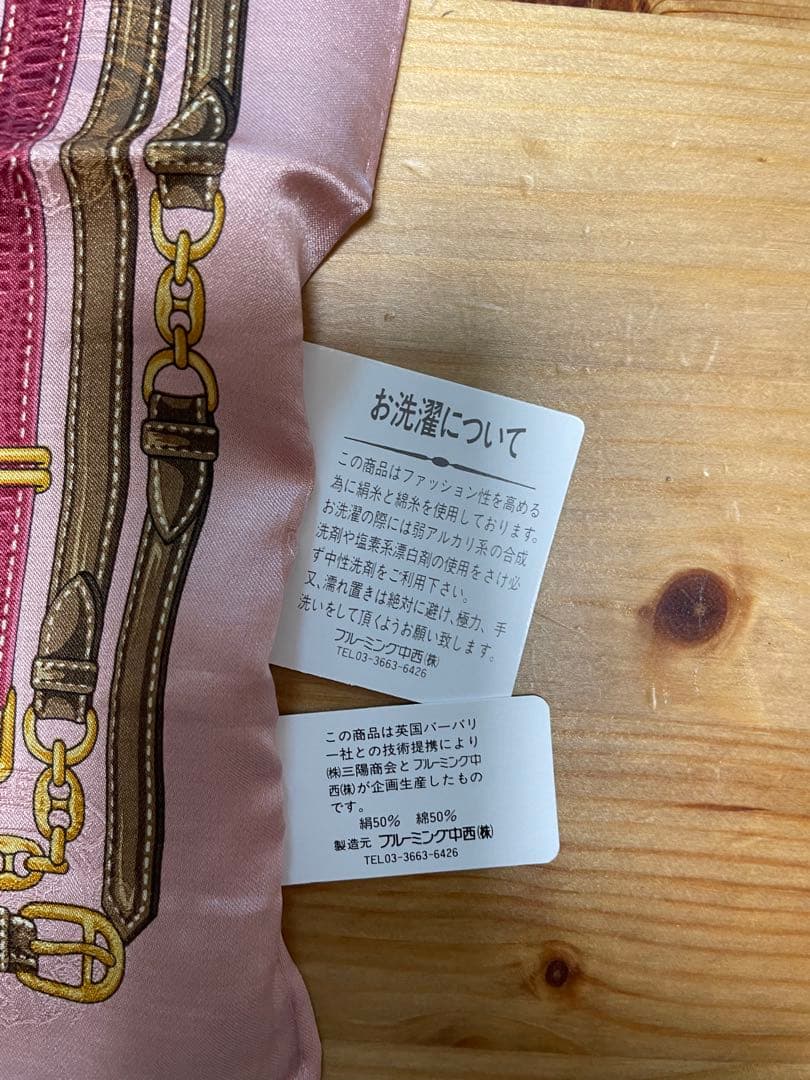 お洗濯について
この商品はファッション性を高める
為に絹糸と綿糸を使用しております。
お洗濯の際には弱アルカリ系の合成
洗剤や塩素系漂白剤の使用をさけ必
ず中性洗剤をご利用下さい。
又、濡れ置きは絶対に避け、極力、手
洗いをして頂くようお願い致します。
ブルーミング中西(株)
TEL03-3663-6426
この商品は英国バーバリ
一社との技術提携により
(株)三陽商会とブルーミング中
西(株)が企画生産したもの
です。
絹50% 綿50%
製造元 ブルーミング中西(株)
TEL03-3663-6426